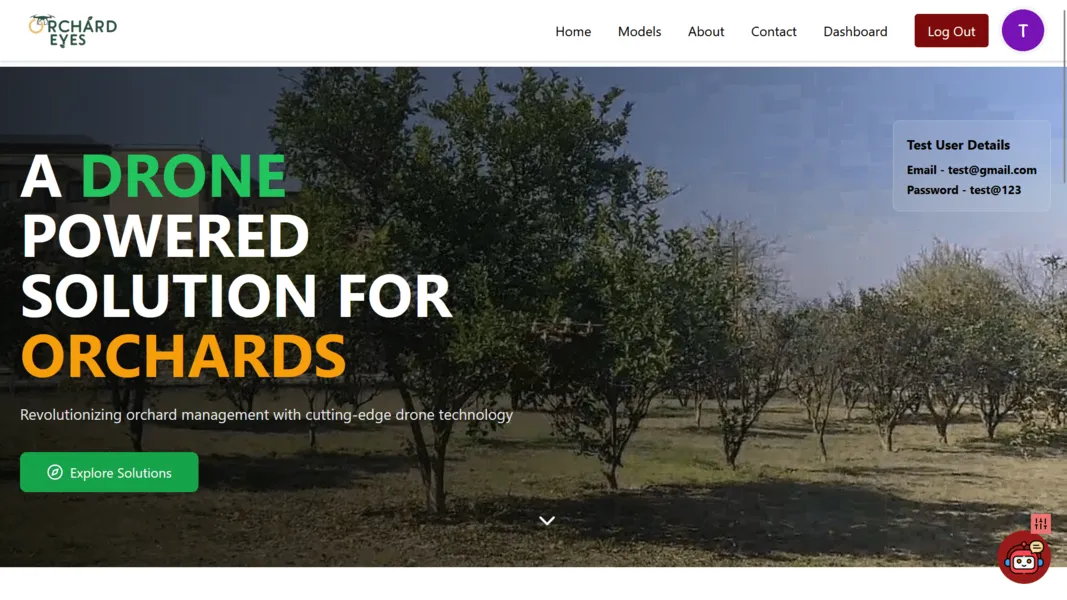 ORCHARD
EYES
Home
Models
About
Contact
Dashboard
Log Out
T
A DRONE
POWERED
SOLUTION FOR
ORCHARDS
Revolutionizing orchard management with cutting-edge drone technology
Explore Solutions
Test User Details
Email - test@gmail.com
Password - test@123